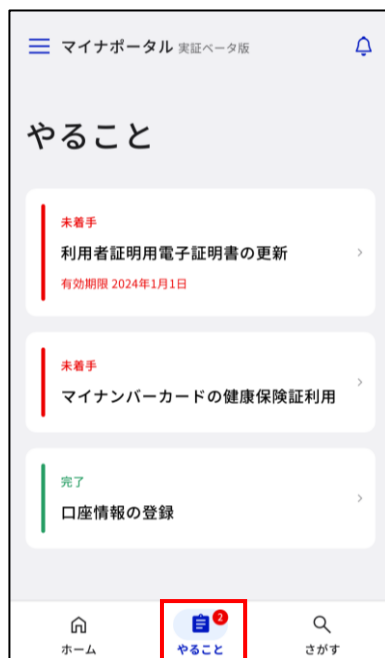 マイナポータル 実証ベータ版
やること
未着手
利用者証明用電子証明書の更新
有効期限 2024年1月1日
未着手
マイナンバーカードの健康保険証利用
完了
口座情報の登録
2
ホーム やること さがす